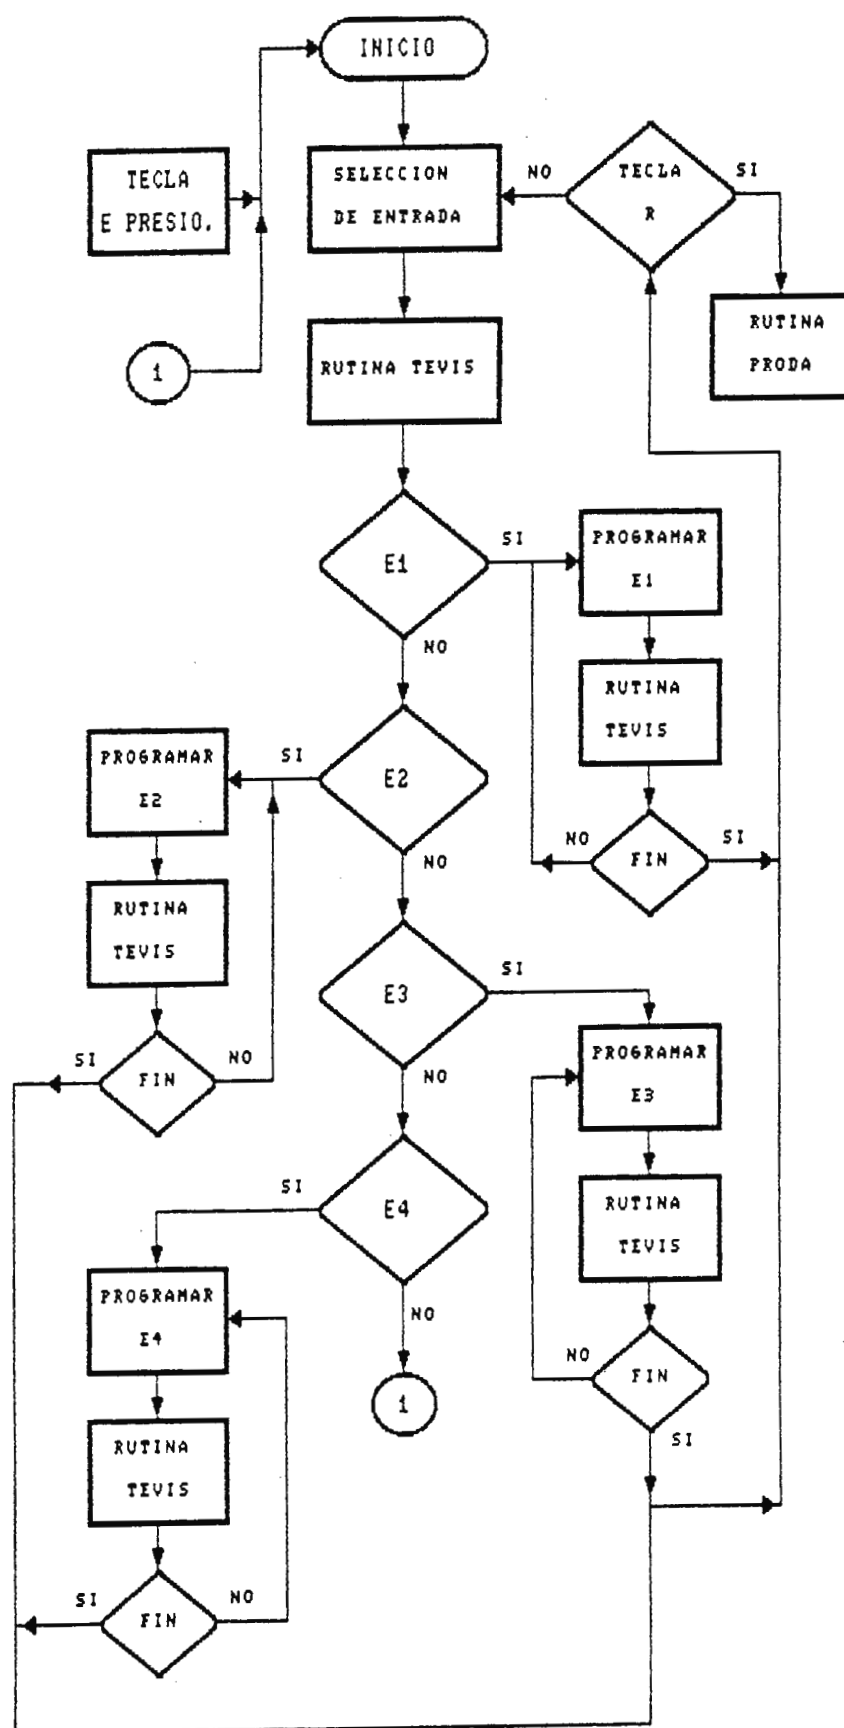 INICIO
TECLA
E PRESIO.
SELECCION
DE ENTRADA
NO
TECLA
R
SI
RUTINA
PRODA
1
RUTINA TEVIS
E1
SI
PROGRAMAR
E1
NO
RUTINA
TEVIS
PROGRAMAR
E2
SI
E2
NO
FIN
SI
NO
RUTINA
TEVIS
E3
SI
PROGRAMAR
E3
SI
FIN
NO
NO
E4
SI
RUTINA
TEVIS
PROGRAMAR
E4
NO
NO
FIN
SI
1
RUTINA
TEVIS
SI
FIN
NO